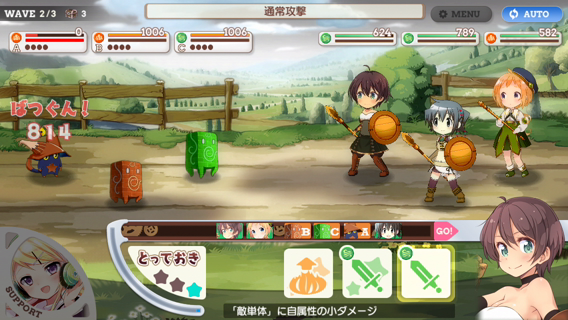 WAVE 2/3 3
通常攻撃
MENU
AUTO
0
1006
1006
624
789
582
A
B
C
ばつぐん!
814
B C A
GO!
とっておき
SUPPORT
「敵単体」に自属性の小ダメージ